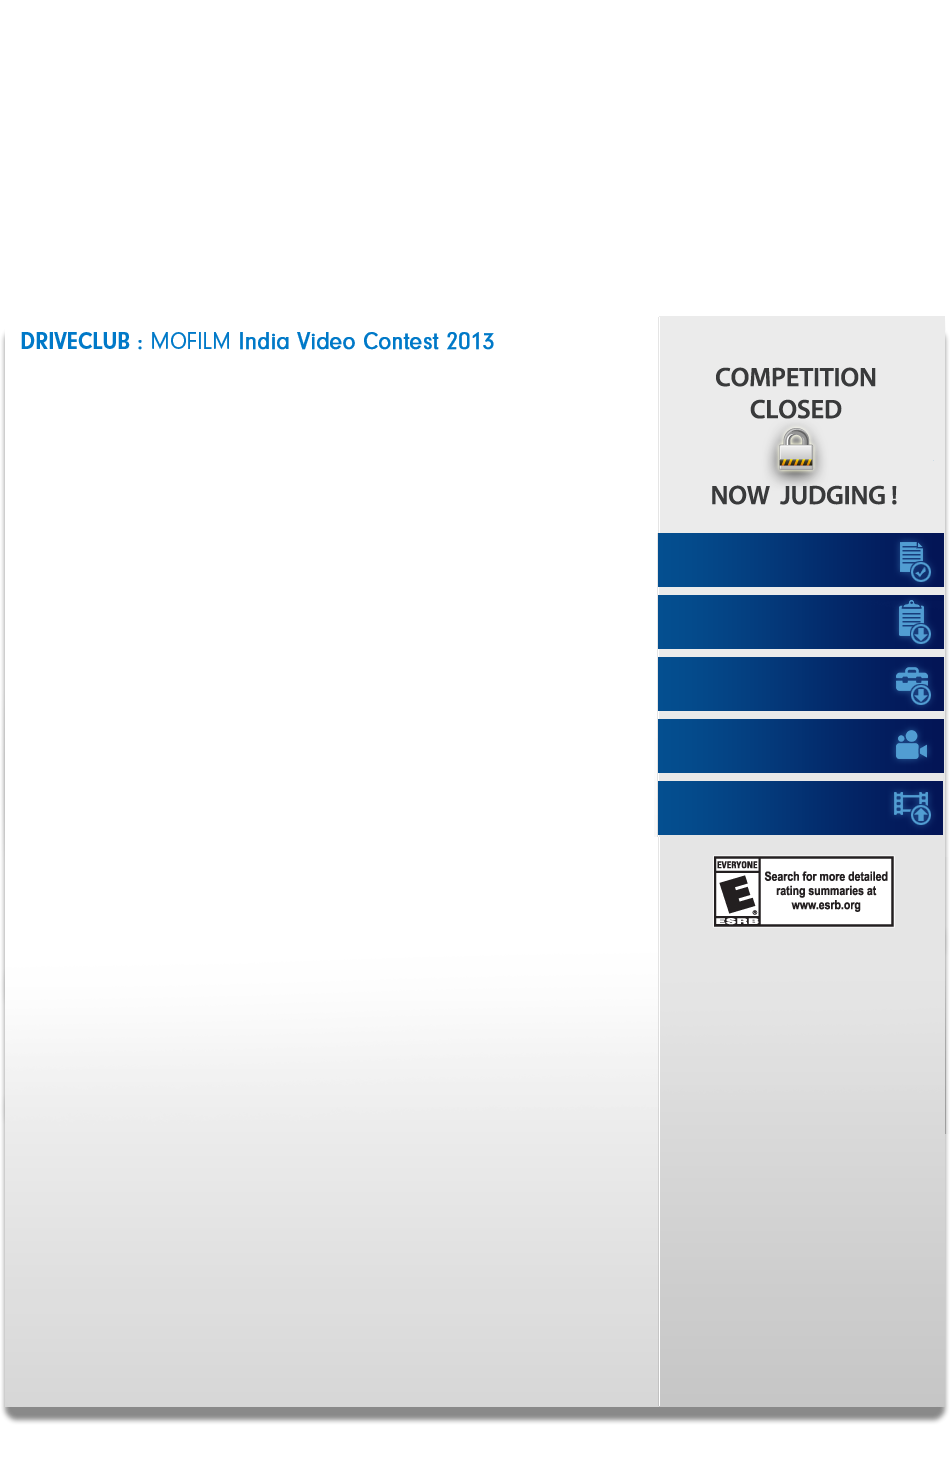 DRIVECLUB : MOFILM India Video Contest 2013
COMPETITION
CLOSED
NOW JUDGING !
EVERYONE
E
ESRB
Search for more detailed
rating summaries at
www.esrb.org